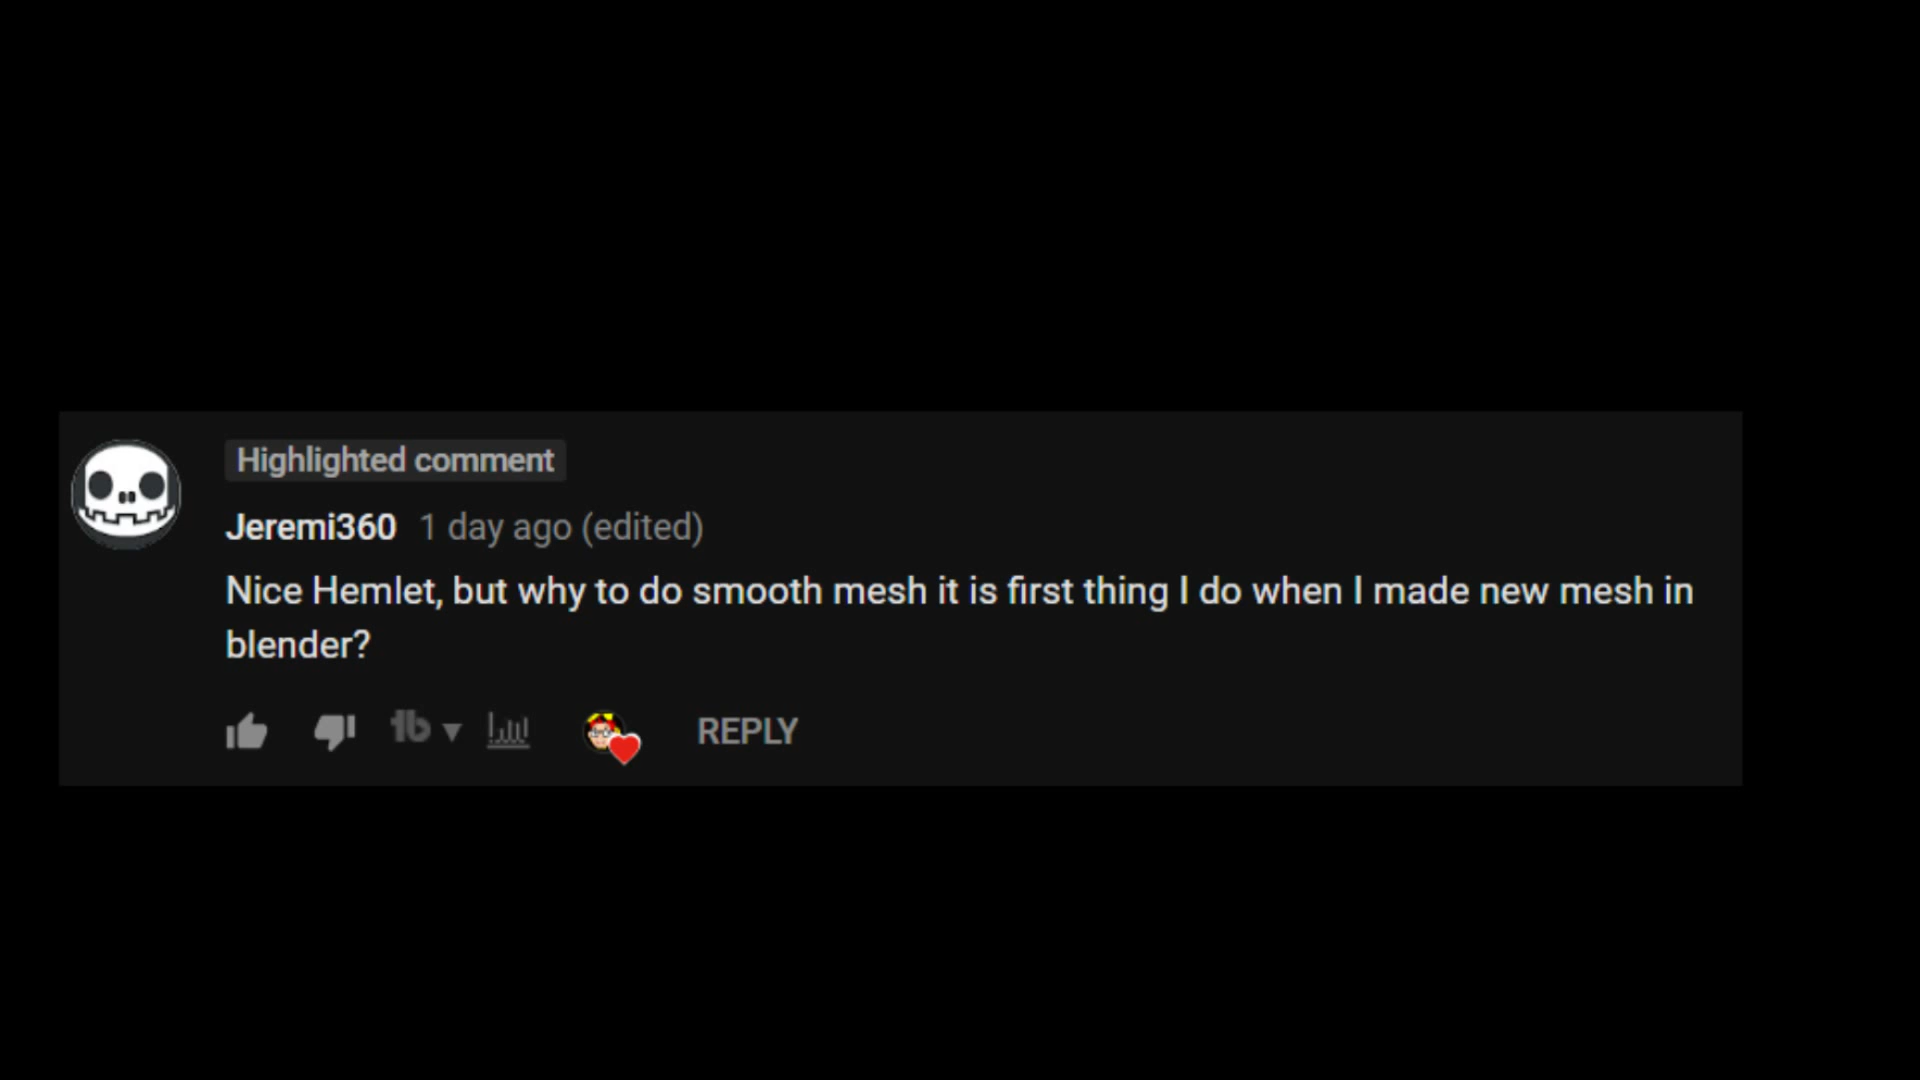 Highlighted comment
Jeremi360 1 day ago (edited)
Nice Hemlet, but why to do smooth mesh it is first thing I do when I made new mesh in
blender?
tb REPLY